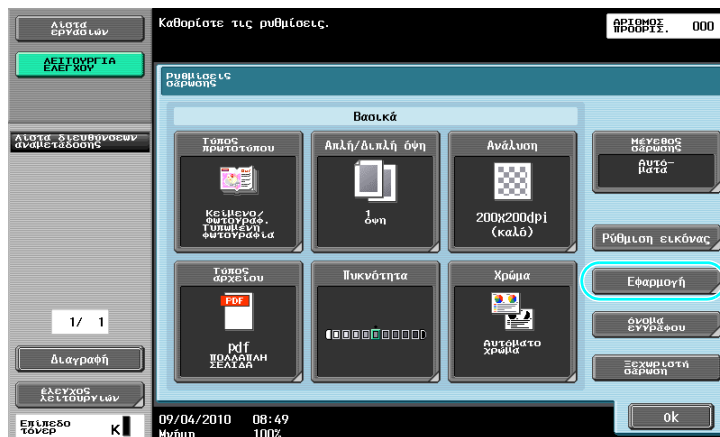 Λίστα
εργασιών
Καθορίστε τις ρυθμίσεις.
ΑΡΙΘΜΟΣ
ΠΡΟΟΡΙΣ. 000
ΛΕΙΤΟΥΡΓΙΑ
ΕΛΕΓΧΟΥ
Ρυθμίσεις
σάρωσης
Βασικά
Λίστα διευθύνσεων
αναμετάδοσης
Τύπος
πρωτοτύπου
Κείμενο/
φωτογραφ.
Τυπωμένη
φωτογραφία
Απλή/Διπλή όψη
1
όψη
Ανάλυση
200X200dpi
(καλό)
Μέγεθος
σάρωσης
Αυτό-
ματα
Ρύθμιση εικόνας
Τύπος
αρχείου
PDF
pdf
ΠΟΛΛΑΠΛΗ
ΣΕΛΙΔΑ
Πυκνότητα
Χρώμα
Αυτόματο
χρώμα
Εφαρμογή
όνομα
εγγράφου
Ξεχωριστή
σάρωση
1/ 1
Διαγραφή
έλεγχος
λειτουργιών
Επίπεδο
τόνερ K
09/04/2010 08:49
Μνήμη 100%
ok